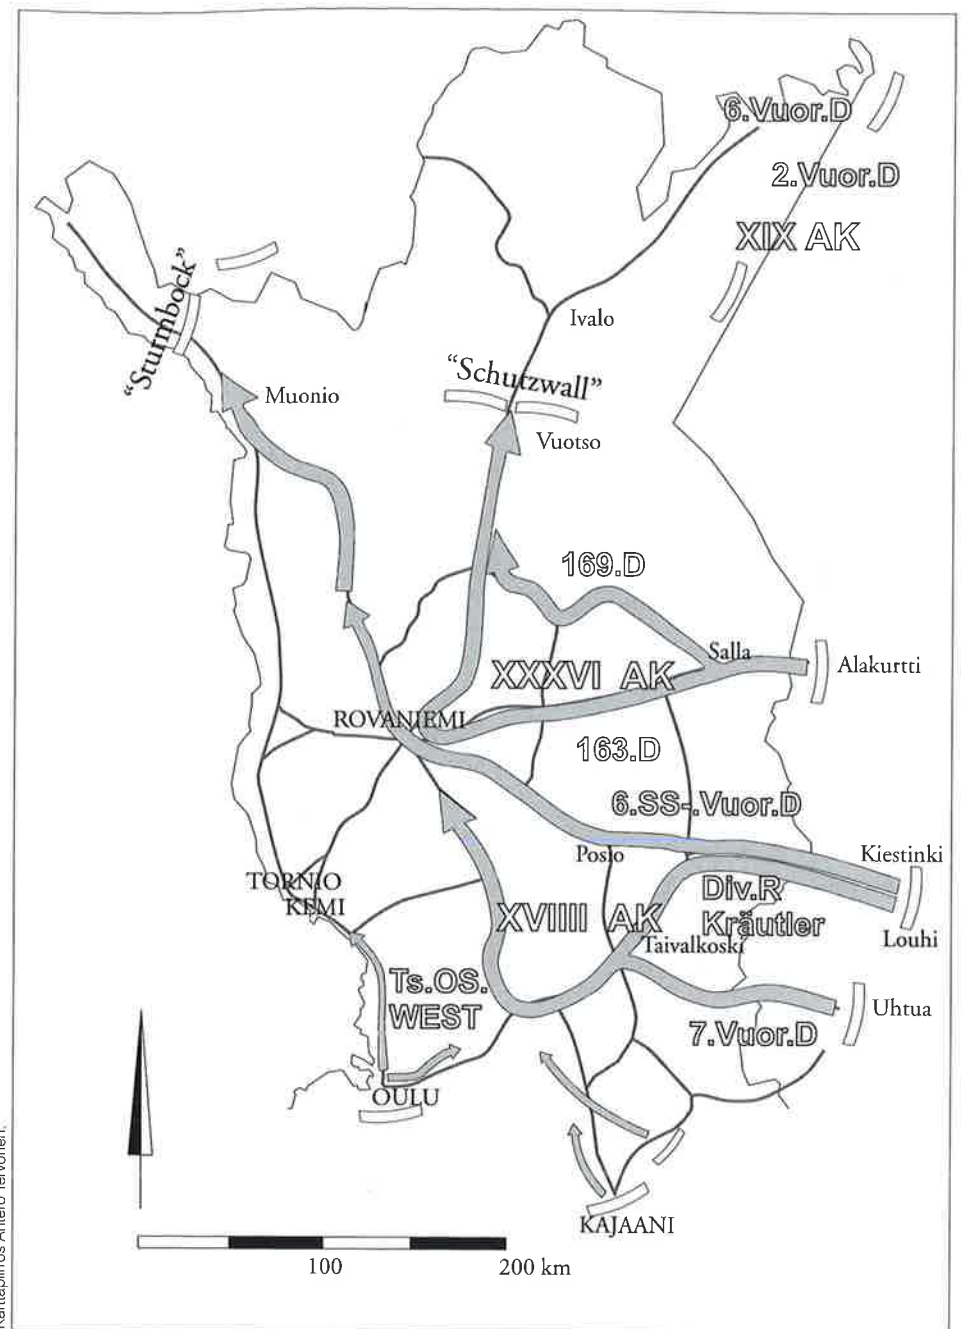 6.Vuor.D
2.Vuor.D
XIX AK
"Sturmbock"
Ivalo
"Schutzwall"
Muonio
Vuotso
169.D
Salla
Alakurtti
XXXVI AK
ROVANIEMI
163.D
6.SS-.Vuor.D
Posio
Kiestinki
TORNIO
KEMI
Div.R
Kräutler
XVIIII AK
Louhi
Taivalkoski
Ts.OS.
WEST
Uhtua
7.Vuor.D
OULU
KAJAANI
100
200 km
Karttapiirros Antero Tervonen.